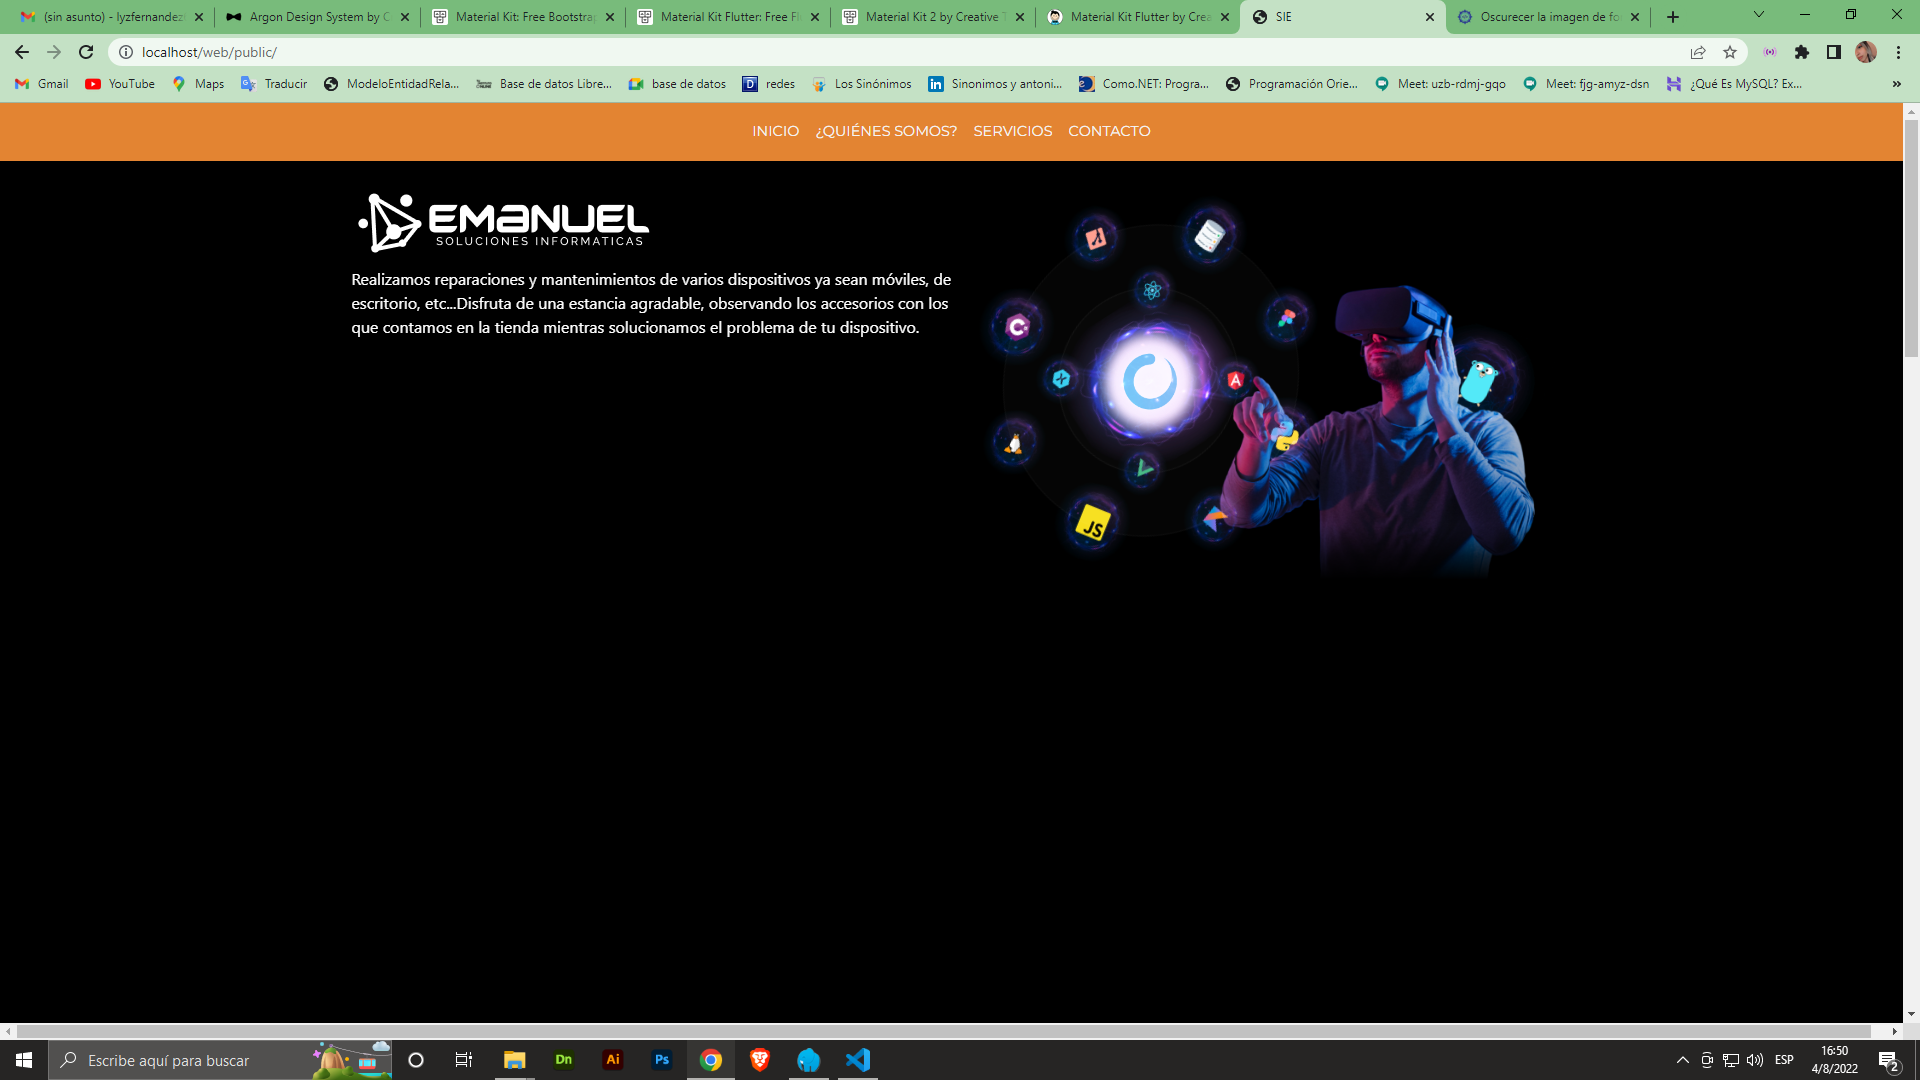 (sin asunto) - lyzfernandez
Argon Design System by C
Material Kit: Free Bootstrap
Material Kit Flutter: Free Fl
Material Kit 2 by Creative T
Material Kit Flutter by Crea
SIE
Oscurecer la imagen de fo
localhost/web/public/
Gmail
YouTube
Maps
Traducir
ModeloEntidadRela...
Base de datos Libre...
base de datos
redes
Los Sinónimos
Sinonimos y antoni...
Como.NET: Progra...
Programación Orie...
Meet: uzb-rdmj-gqo
Meet: fjg-amyz-dsn
¿Qué Es MySQL? Ex...
»
INICIO ¿QUIÉNES SOMOS? SERVICIOS CONTACTO
EMANUEL
SOLUCIONES INFORMATICAS
Realizamos reparaciones y mantenimientos de varios dispositivos ya sean móviles, de
escritorio, etc...Disfruta de una estancia agradable, observando los accesorios con los
que contamos en la tienda mientras solucionamos el problema de tu dispositivo.
C
A
JS
Escribe aquí para buscar
Dn
Ai
Ps
ESP
16:50
4/8/2022
2